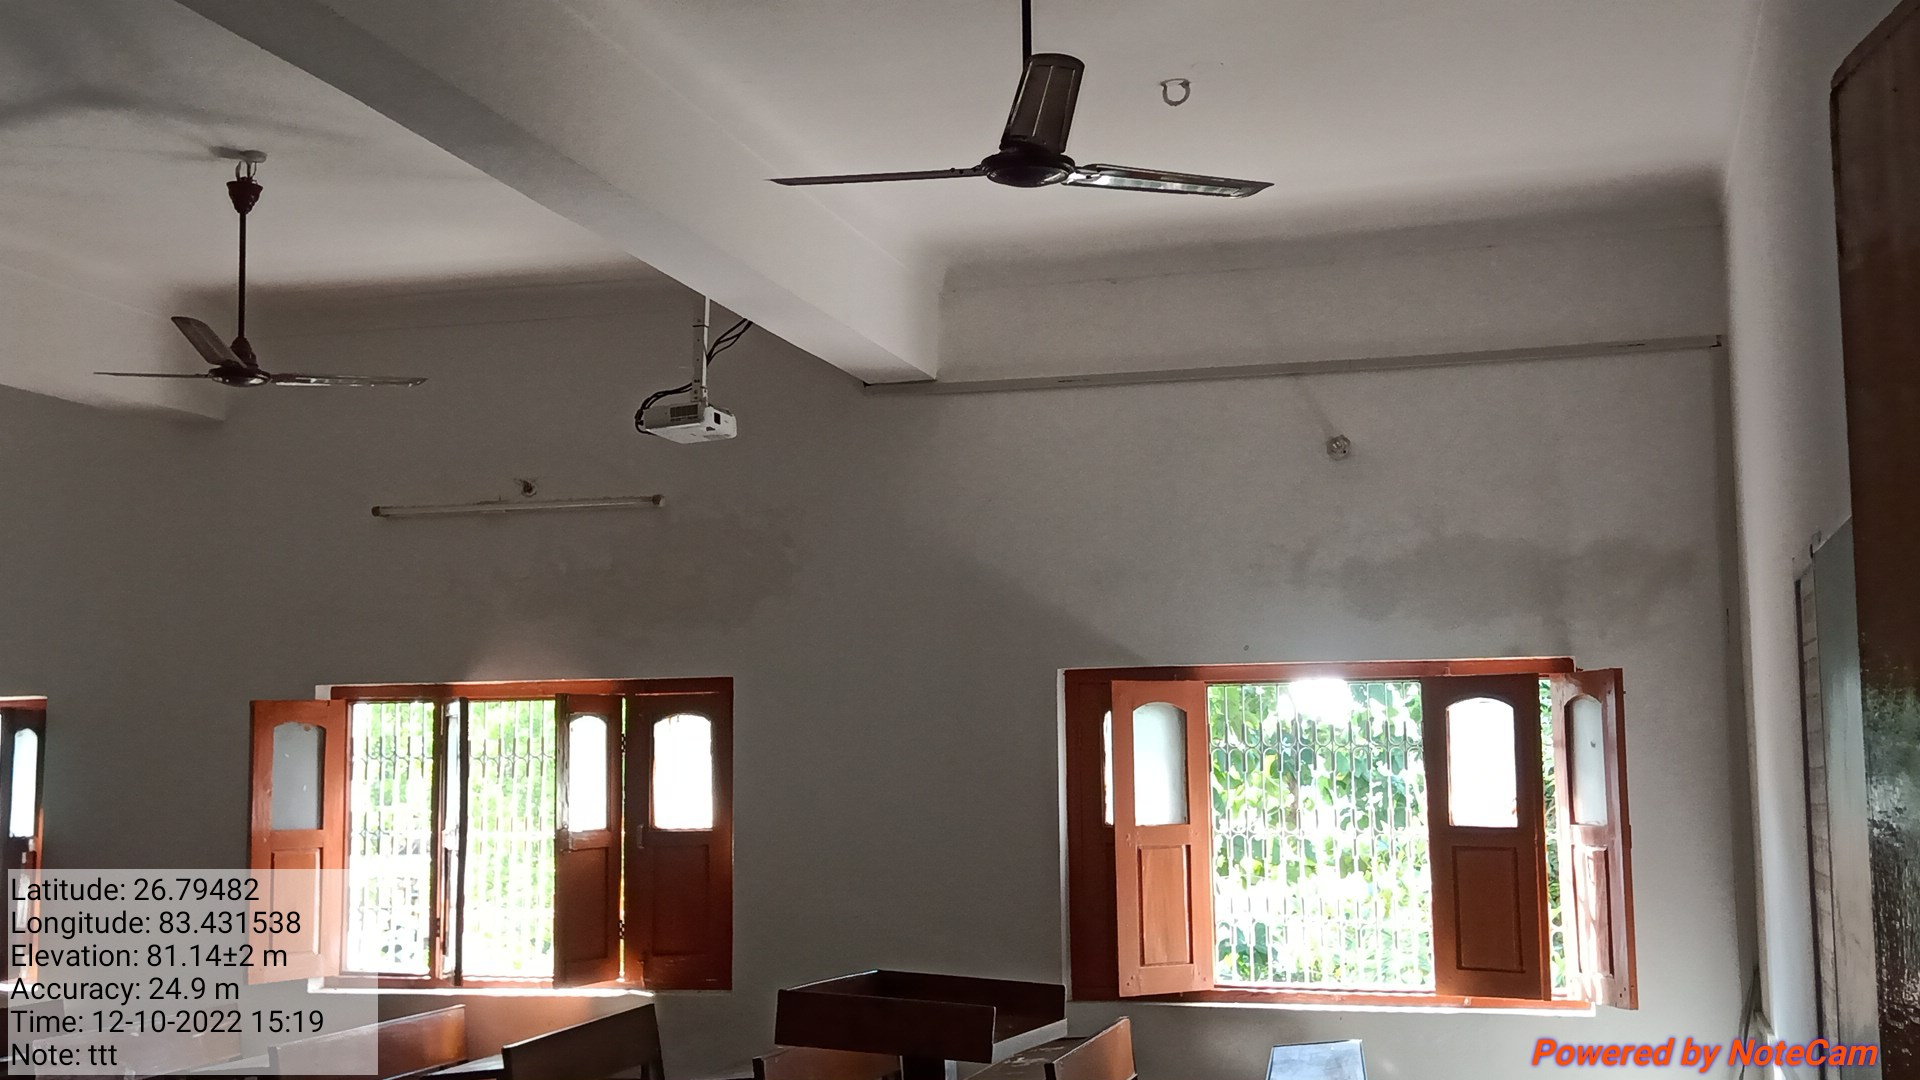 Latitude: 26.79482
Longitude: 83.431538
Elevation: 81.14±2 m
Accuracy: 24.9 m
Time: 12-10-2022 15:19
Note: ttt
Powered by NoteCam